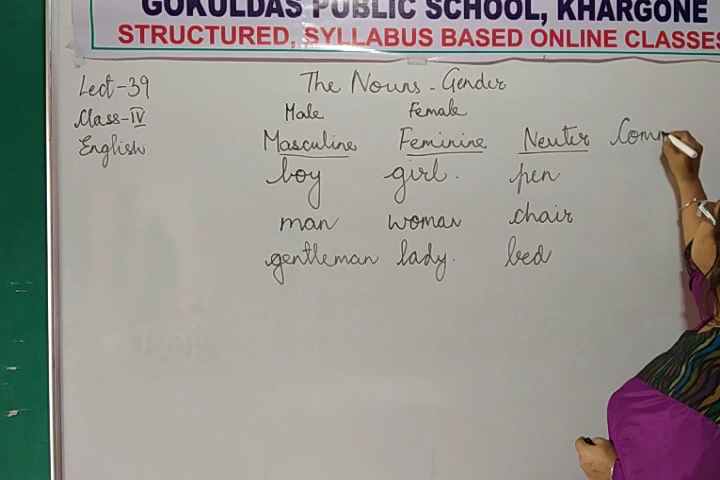 GOKULDAS PUBLIC SCHOOL, KHARGONE
STRUCTURED, SYLLABUS BASED ONLINE CLASSES
Lect-39 The Nouns - Gender
Class-IV Male Female
English Masculine Feminine Neuter Comm
boy girl. pen
man woman chair
gentleman lady. bed